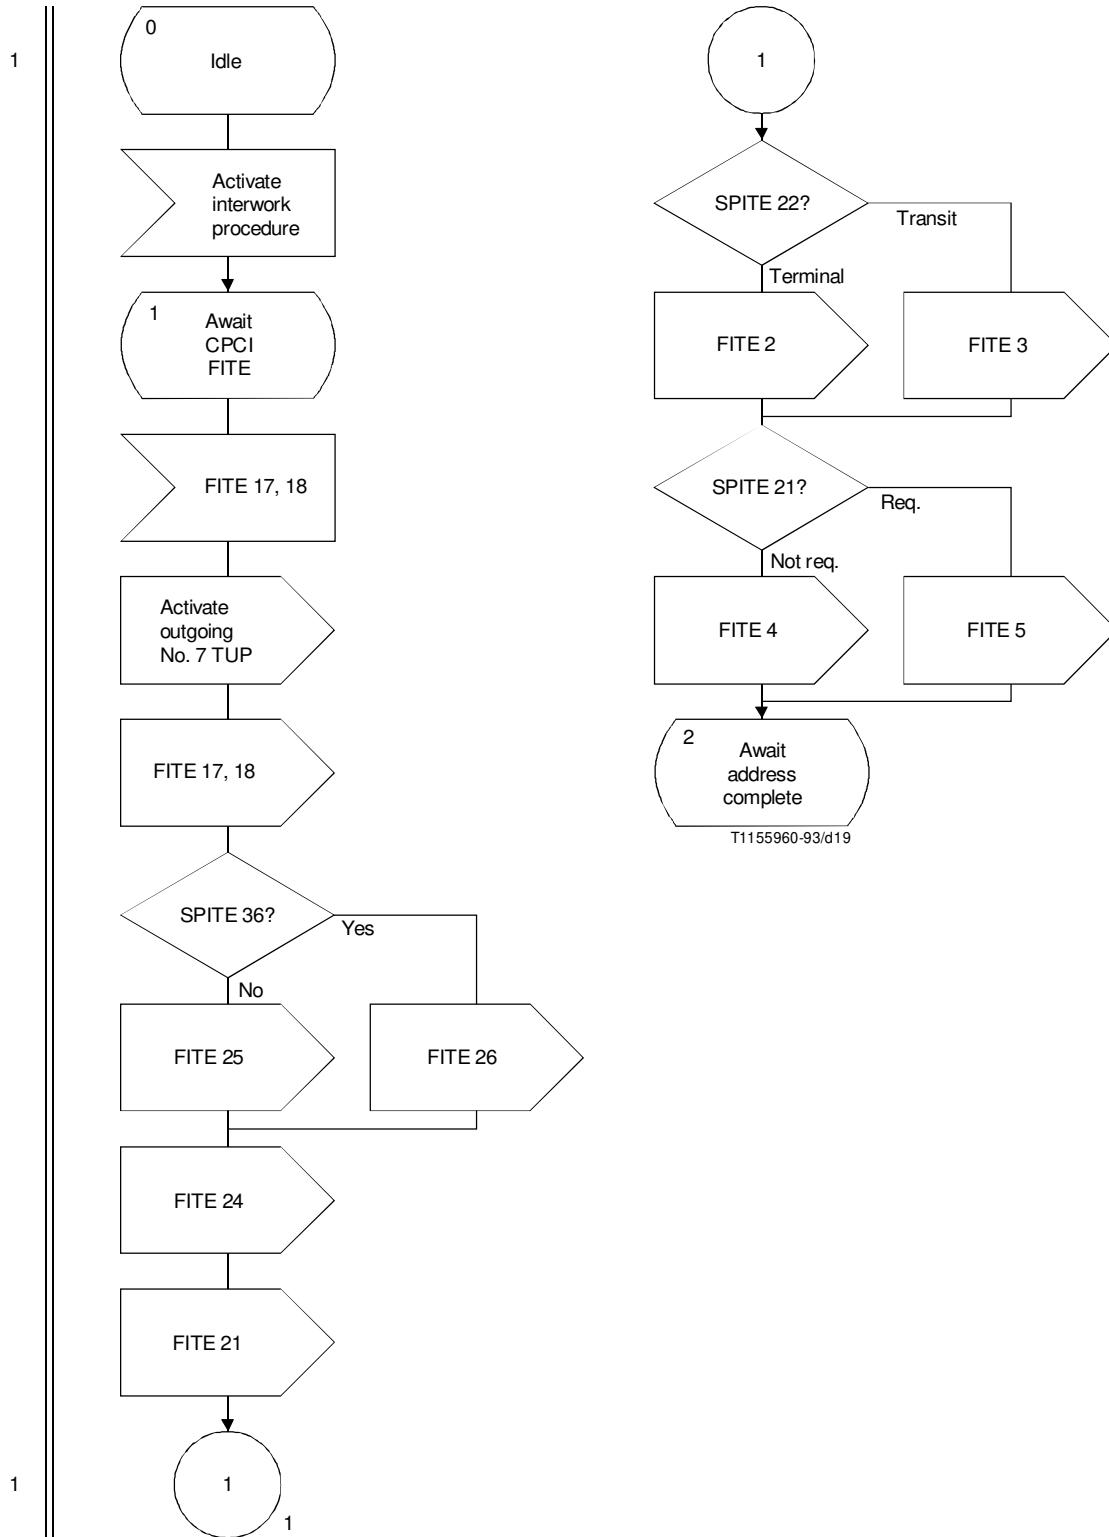 1
0
Idle
Activate
interwork
procedure
1
Await
CPCI
FITE
FITE 17, 18
Activate
outgoing
No. 7 TUP
FITE 17, 18
SPITE 36?
Yes
No
FITE 25
FITE 26
FITE 24
FITE 21
1
1
1
1
SPITE 22?
Transit
Terminal
FITE 2
FITE 3
SPITE 21?
Req.
Not req.
FITE 4
FITE 5
2
Await
address
complete
T1155960-93/d19